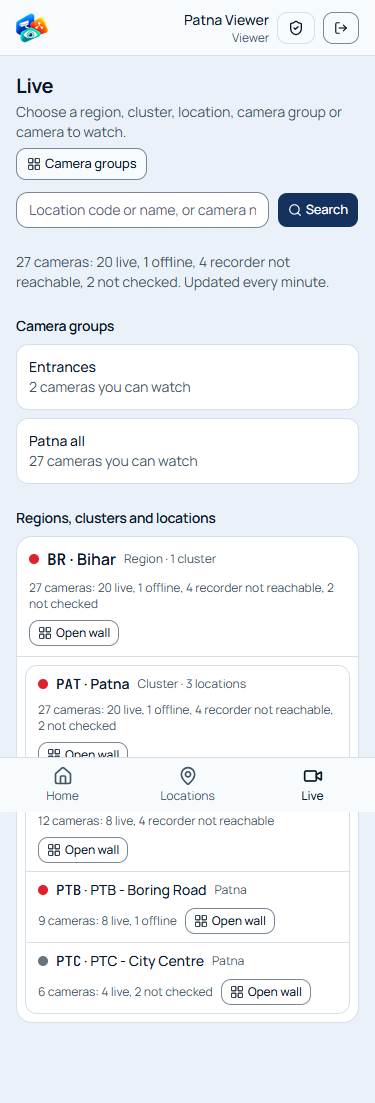 Patna Viewer
Viewer
Live
Choose a region, cluster, location, camera group or
camera to watch.
Camera groups
Location code or name, or camera n
Search
27 cameras: 20 live, 1 offline, 4 recorder not
reachable, 2 not checked. Updated every minute.
Camera groups
Entrances
2 cameras you can watch
Patna all
27 cameras you can watch
Regions, clusters and locations
BR · Bihar Region · 1 cluster
27 cameras: 20 live, 1 offline, 4 recorder not reachable, 2
not checked
Open wall
PAT · Patna Cluster · 3 locations
27 cameras: 20 live, 1 offline, 4 recorder not reachable,
2 not checked
Open wall
Home Locations Live
12 cameras: 8 live, 4 recorder not reachable
Open wall
PTB · PTB - Boring Road Patna
9 cameras: 8 live, 1 offline Open wall
PTC · PTC - City Centre Patna
6 cameras: 4 live, 2 not checked Open wall